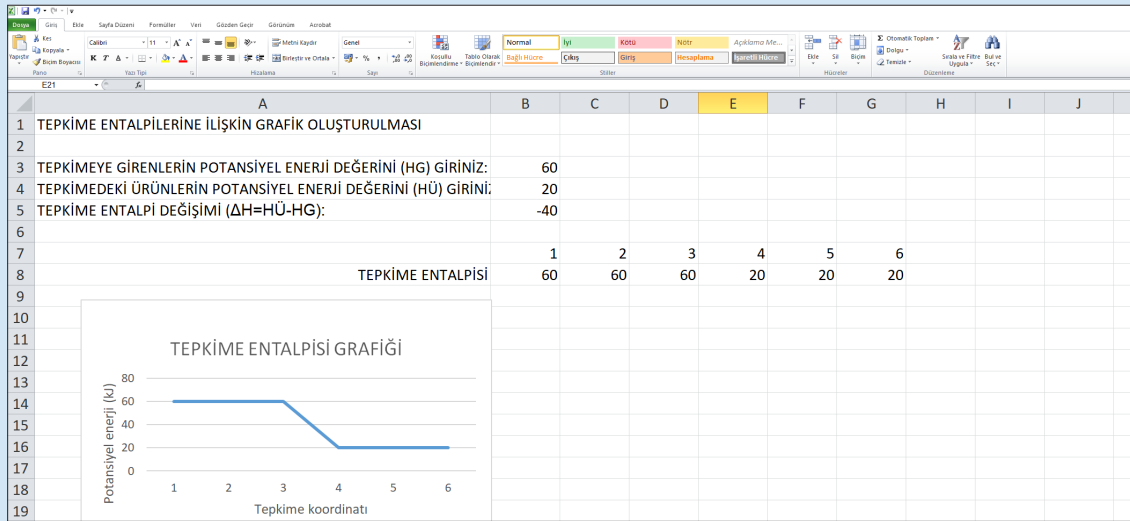 Dosya Giriş Ekle Sayfa Düzeni Formüller Veri Gözden Geçir Görünüm Acrobat
Yapıştır
Kes
Kopyala
Biçim Boyacısı
Pano
Calibri 11
K T A
Yazı Tipi
Metni Kaydır
Birleştir ve Ortala
Hizalama
Genel
% ,
Sayı
Koşullu Biçimlendirme
Tablo Olarak Biçimlendir
Normal İyi Kötü Nötr Açıklama Me...
Bağlı Hücre Çıkış Giriş Hesaplama İşaretli Hücre
Stiller
Ekle Sil Biçim
Hücreler
Σ Otomatik Toplam
Dolgu
Temizle
Sırala ve Filtre Uygula
Bul ve Seç
Düzenleme
E21 fx
A B C D E F G H I J
1 TEPKİME ENTALPİLERİNE İLİŞKİN GRAFİK OLUŞTURULMASI
2
3 TEPKİMEYE GİRENLERİN POTANSİYEL ENERJİ DEĞERİNİ (HG) GİRİNİZ: 60
4 TEPKİMEDEKİ ÜRÜNLERİN POTANSİYEL ENERJİ DEĞERİNİ (HÜ) GİRİNİZ 20
5 TEPKİME ENTALPİ DEĞİŞİMİ (ΔH=HÜ-HG): -40
6
7 1 2 3 4 5 6
8 TEPKİME ENTALPİSİ 60 60 60 20 20 20
9
10
11
12
13
14
15
16
17
18
19
TEPKİME ENTALPİSİ GRAFİĞİ
Potansiyel enerji (kJ)
80
60
40
20
0
1 2 3 4 5 6
Tepkime koordinatı